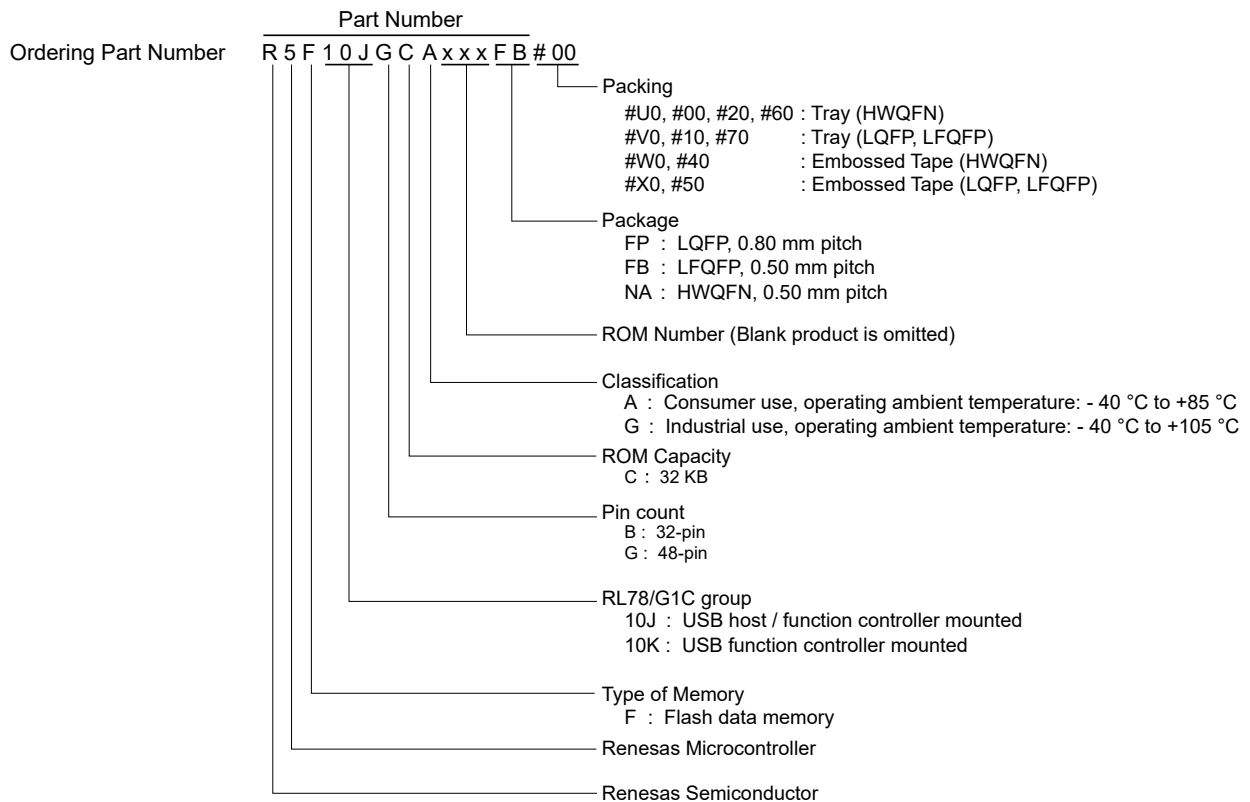 Part Number
Ordering Part Number R 5 F 1 0 J G C A x x x F B # 00
Packing
#U0, #00, #20, #60 : Tray (HWQFN)
#V0, #10, #70 : Tray (LQFP, LFQFP)
#W0, #40 : Embossed Tape (HWQFN)
#X0, #50 : Embossed Tape (LQFP, LFQFP)
Package
FP : LQFP, 0.80 mm pitch
FB : LFQFP, 0.50 mm pitch
NA : HWQFN, 0.50 mm pitch
ROM Number (Blank product is omitted)
Classification
A : Consumer use, operating ambient temperature: - 40 °C to +85 °C
G : Industrial use, operating ambient temperature: - 40 °C to +105 °C
ROM Capacity
C : 32 KB
Pin count
B : 32-pin
G : 48-pin
RL78/G1C group
10J : USB host / function controller mounted
10K : USB function controller mounted
Type of Memory
F : Flash data memory
Renesas Microcontroller
Renesas Semiconductor